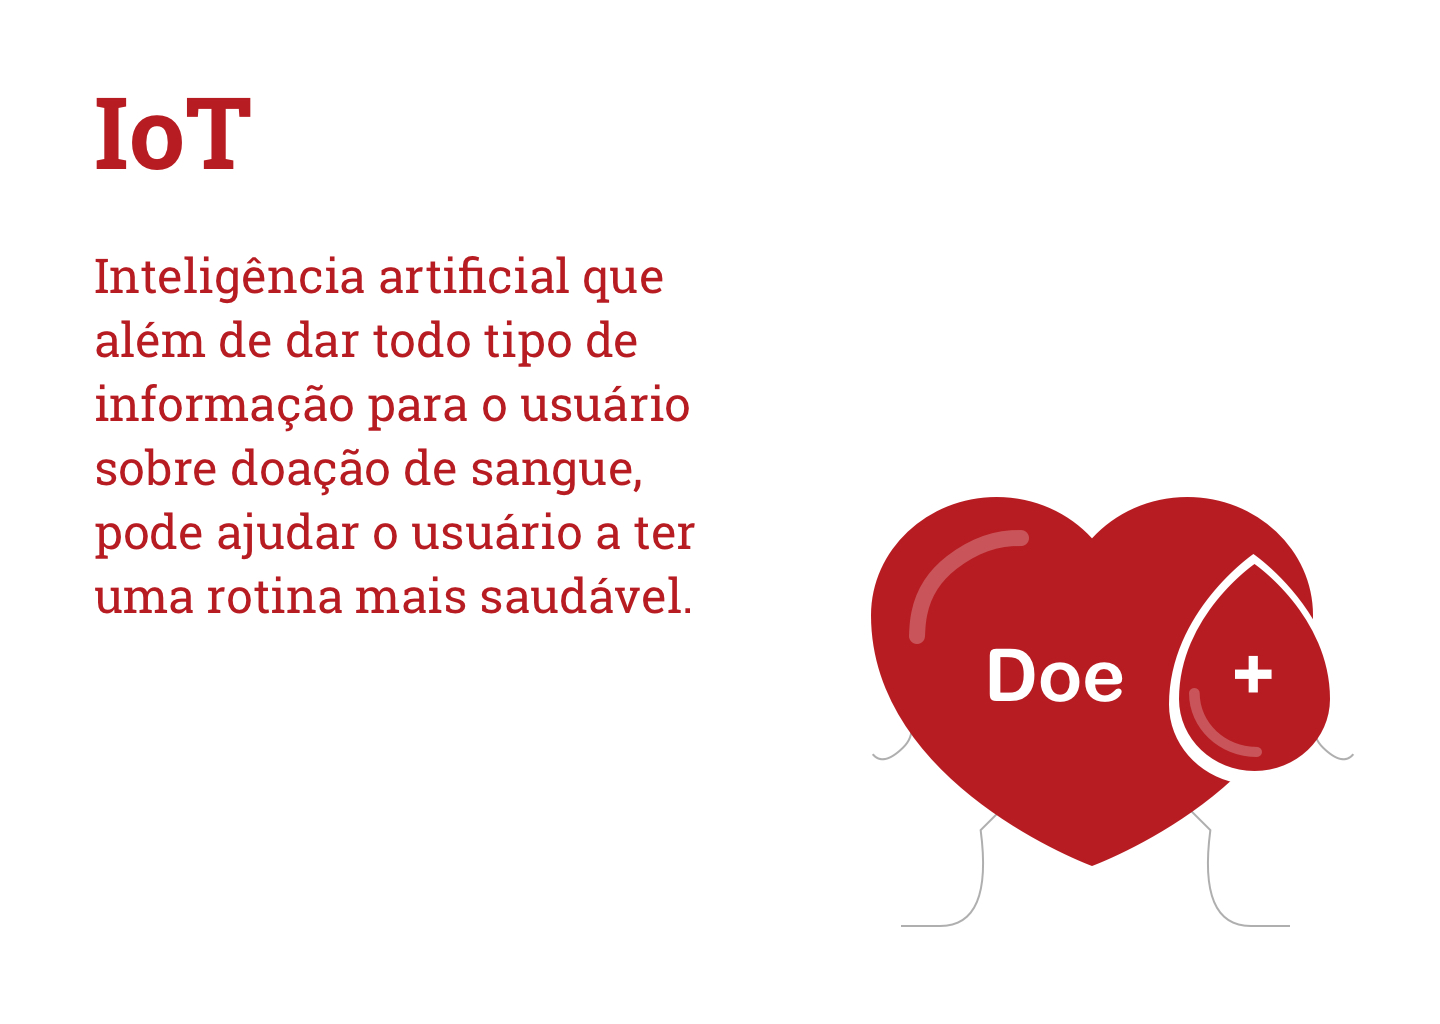 IoT
Inteligência artificial que
além de dar todo tipo de
informação para o usuário
sobre doação de sangue,
pode ajudar o usuário a ter
uma rotina mais saudável.
Doe +